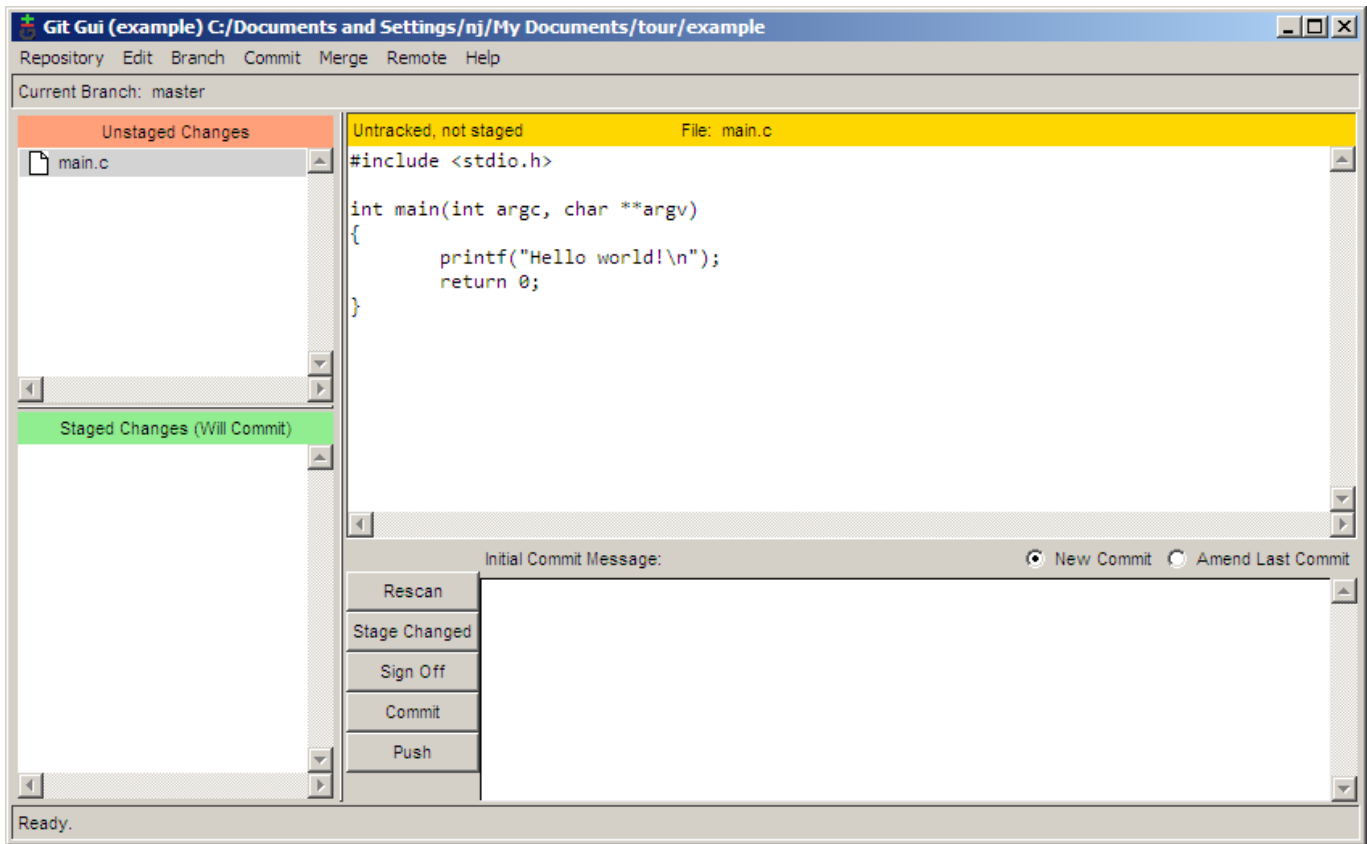 Git Gui (example) C:/Documents and Settings/nj/My Documents/tour/example
Repository Edit Branch Commit Merge Remote Help
Current Branch: master
Unstaged Changes
main.c
Staged Changes (Will Commit)
Untracked, not staged File: main.c
#include <stdio.h>
int main(int argc, char **argv)
{
        printf("Hello world!\n");
        return 0;
}
Initial Commit Message: New Commit Amend Last Commit
Rescan
Stage Changed
Sign Off
Commit
Push
Ready.